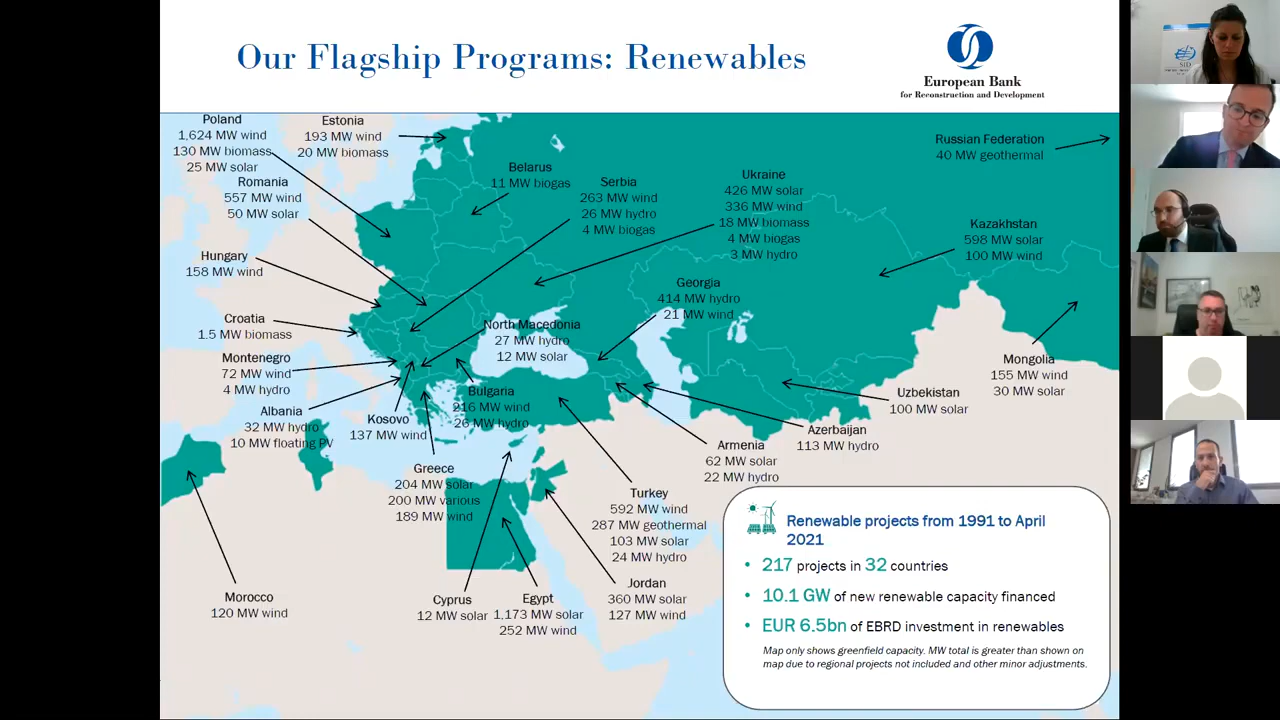 Our Flagship Programs: Renewables
European Bank
for Reconstruction and Development
Poland
1,624 MW wind
130 MW biomass
25 MW solar
Estonia
193 MW wind
20 MW biomass
Romania
557 MW wind
50 MW solar
Belarus
11 MW biogas
Serbia
263 MW wind
26 MW hydro
4 MW biogas
Ukraine
426 MW solar
336 MW wind
18 MW biomass
4 MW biogas
3 MW hydro
Russian Federation
40 MW geothermal
Kazakhstan
598 MW solar
100 MW wind
Hungary
158 MW wind
Georgia
414 MW hydro
21 MW wind
Croatia
1.5 MW biomass
North Macedonia
27 MW hydro
12 MW solar
Montenegro
72 MW wind
4 MW hydro
Mongolia
155 MW wind
30 MW solar
Bulgaria
216 MW wind
26 MW hydro
Uzbekistan
100 MW solar
Albania
32 MW hydro
10 MW floating PV
Kosovo
137 MW wind
Azerbaijan
113 MW hydro
Armenia
62 MW solar
22 MW hydro
Greece
204 MW solar
200 MW various
189 MW wind
Turkey
592 MW wind
287 MW geothermal
103 MW solar
24 MW hydro
Jordan
360 MW solar
127 MW wind
Morocco
120 MW wind
Cyprus
12 MW solar
Egypt
1,173 MW solar
252 MW wind
Renewable projects from 1991 to April
2021
• 217 projects in 32 countries
• 10.1 GW of new renewable capacity financed
• EUR 6.5bn of EBRD investment in renewables
Map only shows greenfield capacity. MW total is greater than shown on
map due to regional projects not included and other minor adjustments.
SID